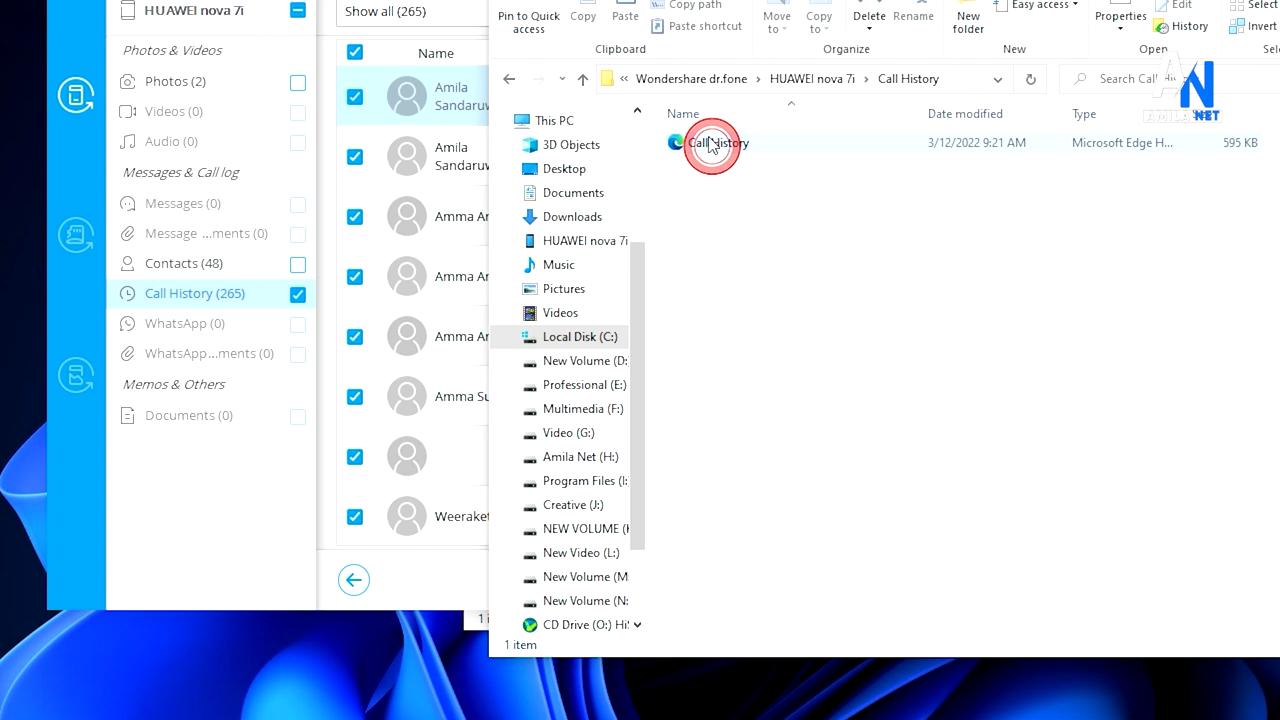 HUAWEI nova 7i
Photos & Videos
Photos (2)
Videos (0)
Audio (0)
Messages & Call log
Messages (0)
Message ...ments (0)
Contacts (48)
Call History (265)
WhatsApp (0)
WhatsApp...ments (0)
Memos & Others
Documents (0)
Show all (265)
Name
Amila
Sandaruw
Amila
Sandaruw
Amma Ar
Amma Ar
Amma Ar
Amma Su
Weeraket
Pin to Quick
access
Copy
Paste
Copy path
Paste shortcut
Clipboard
Move
to
Copy
to
Delete
Rename
Organize
New
folder
Easy access
New
Properties
Edit
History
Open
Select
Invert
Sel
« Wondershare dr.fone > HUAWEI nova 7i > Call History
Search Call Hi
AMILA NET
Name
Date modified
Type
Call History
3/12/2022 9:21 AM
Microsoft Edge H...
595 KB
This PC
3D Objects
Desktop
Documents
Downloads
HUAWEI nova 7i
Music
Pictures
Videos
Local Disk (C:)
New Volume (D:
Professional (E:)
Multimedia (F:)
Video (G:)
Amila Net (H:)
Program Files (I:
Creative (J:)
NEW VOLUME (
New Video (L:)
New Volume (M
New Volume (N:
CD Drive (O:) Hi
1 item
1